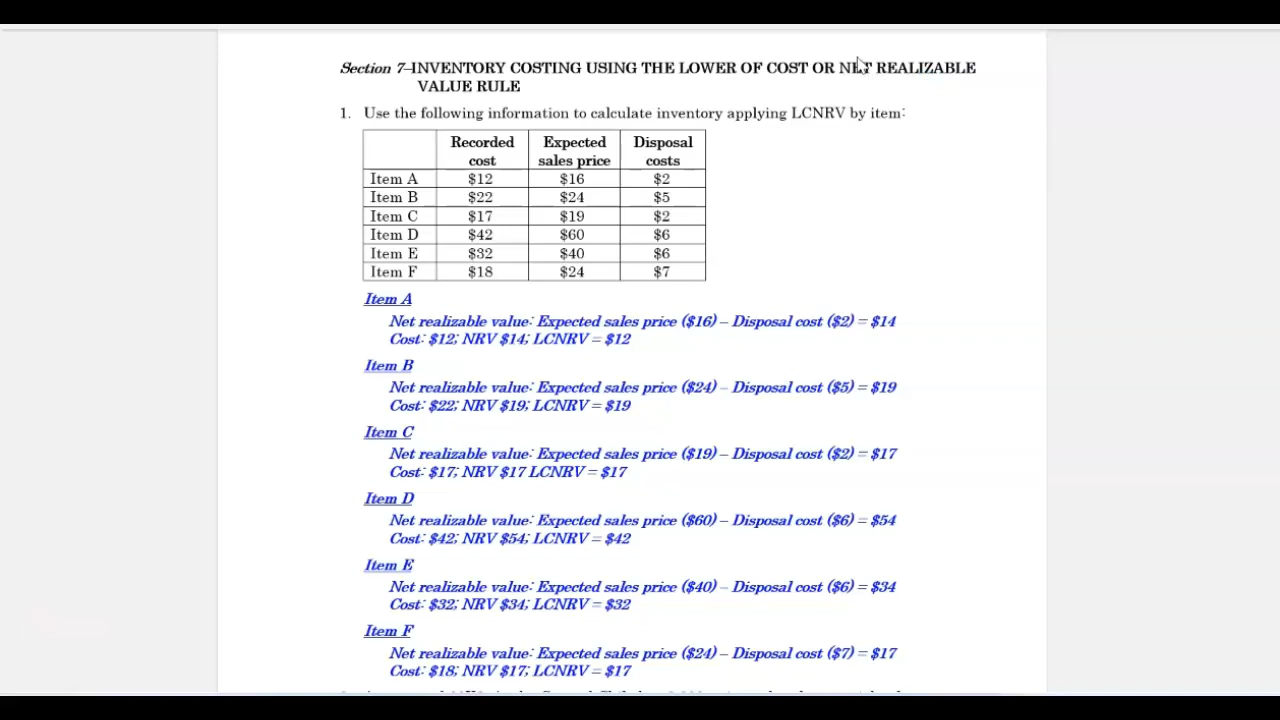 Section 7–INVENTORY COSTING USING THE LOWER OF COST OR NET REALIZABLE
VALUE RULE
1. Use the following information to calculate inventory applying LCNRV by item:
Recorded cost Expected sales price Disposal costs
Item A $12 $16 $2
Item B $22 $24 $5
Item C $17 $19 $2
Item D $42 $60 $6
Item E $32 $40 $6
Item F $18 $24 $7
Item A
Net realizable value: Expected sales price ($16) – Disposal cost ($2) = $14
Cost: $12; NRV $14; LCNRV = $12
Item B
Net realizable value: Expected sales price ($24) – Disposal cost ($5) = $19
Cost: $22; NRV $19; LCNRV = $19
Item C
Net realizable value: Expected sales price ($19) – Disposal cost ($2) = $17
Cost: $17; NRV $17 LCNRV = $17
Item D
Net realizable value: Expected sales price ($60) – Disposal cost ($6) = $54
Cost: $42; NRV $54; LCNRV = $42
Item E
Net realizable value: Expected sales price ($40) – Disposal cost ($6) = $34
Cost: $32; NRV $34; LCNRV = $32
Item F
Net realizable value: Expected sales price ($24) – Disposal cost ($7) = $17
Cost: $18; NRV $17; LCNRV = $17